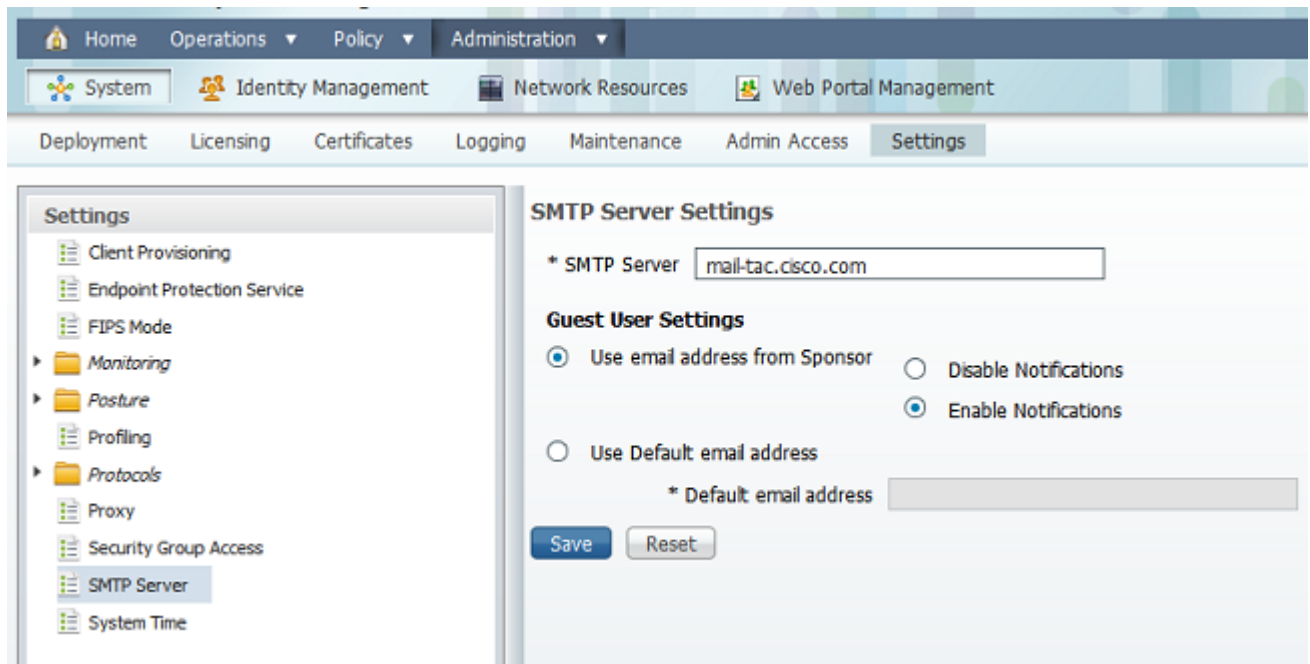 Home Operations Policy Administration
System Identity Management Network Resources Web Portal Management
Deployment Licensing Certificates Logging Maintenance Admin Access Settings
Settings
Client Provisioning
Endpoint Protection Service
FIPS Mode
Monitoring
Posture
Profiling
Protocols
Proxy
Security Group Access
SMTP Server
System Time
SMTP Server Settings
* SMTP Server mail-tac.cisco.com
Guest User Settings
Use email address from Sponsor
Disable Notifications
Enable Notifications
Use Default email address
* Default email address
Save Reset